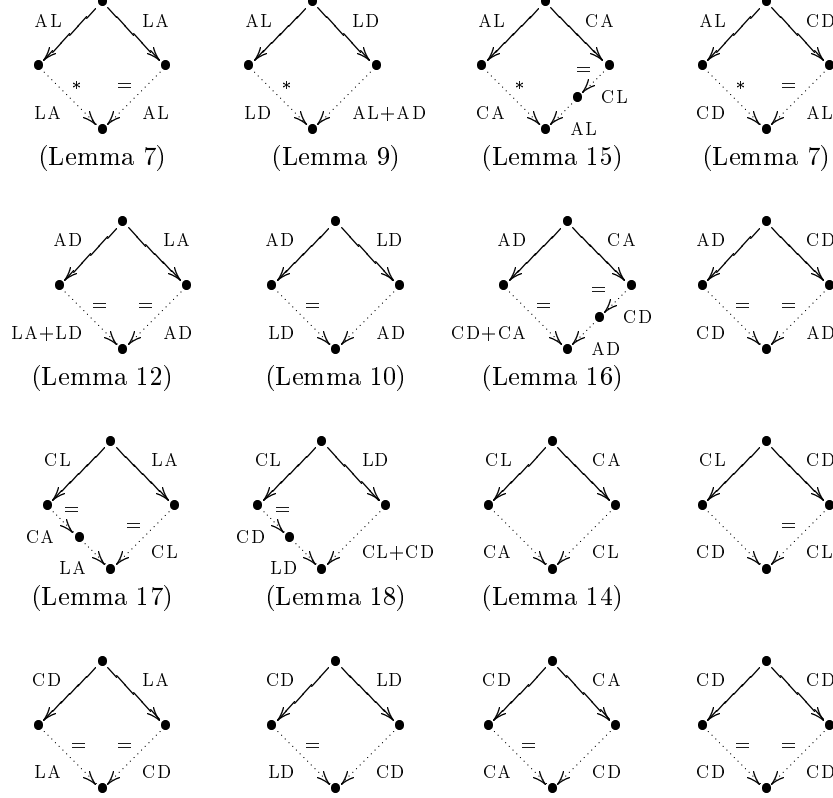 AL LA AL LD AL CA AL CD
* = * * = * =
LA AL LD AL+AD CA CL AL CD AL
(Lemma 7) (Lemma 9) (Lemma 15) (Lemma 7)
AD LA AD LD AD CA AD CD
= = = = = = =
LA+LD AD LD AD CD+CA CD AD CD AD
(Lemma 12) (Lemma 10) (Lemma 16)
CL LA CL LD CL CA CL CD
= = = =
CA LA CL CD LD CL+CD CA CL CD CL
(Lemma 17) (Lemma 18) (Lemma 14)
CD LA CD LD CD CA CD CD
= = = = = =
LA CD LD CD CA CD CD CD